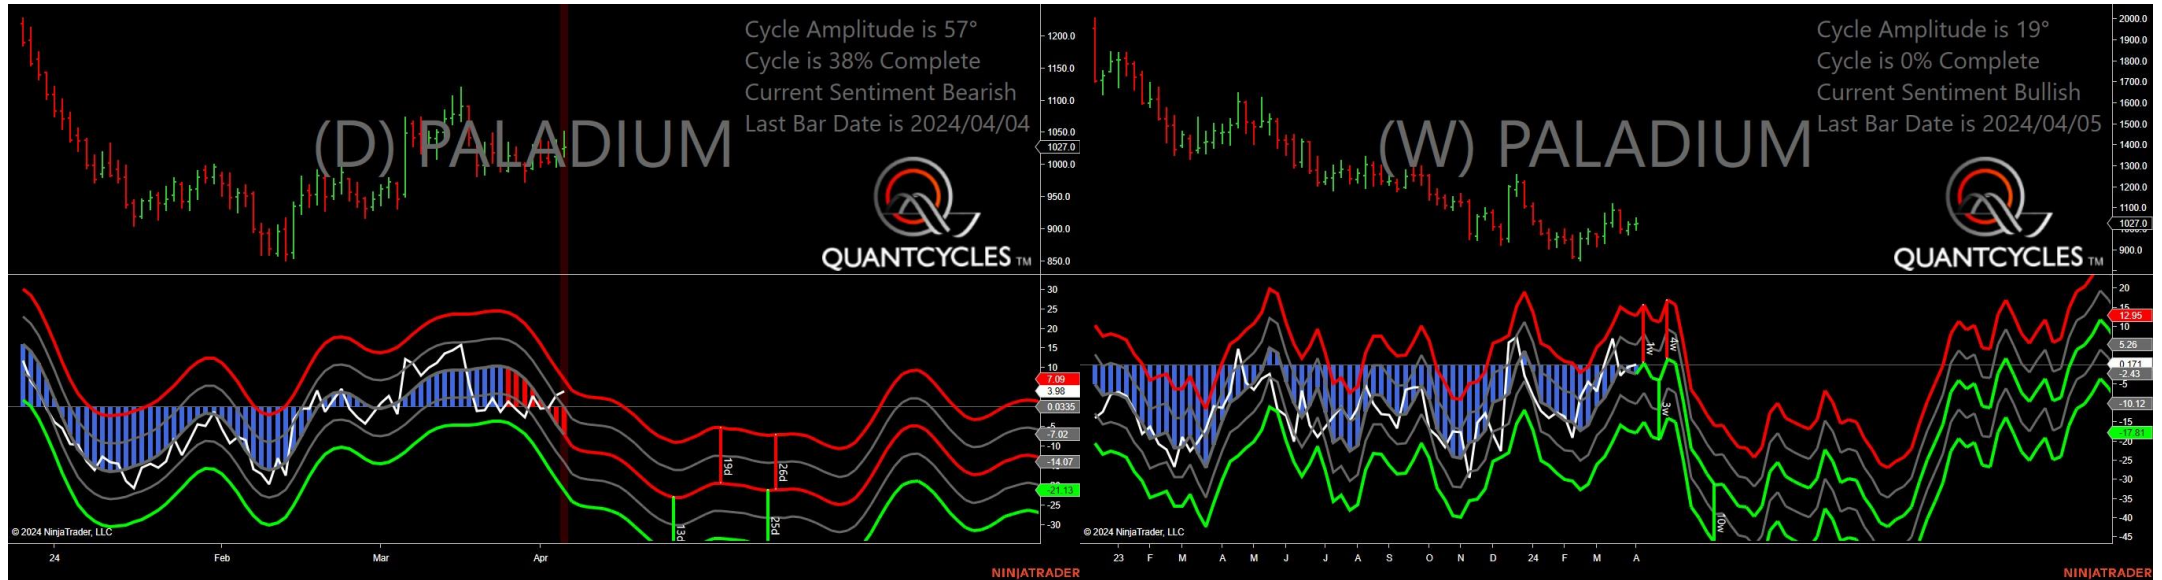 Cycle Amplitude is 57°
Cycle is 38% Complete
Current Sentiment Bearish
Last Bar Date is 2024/04/04
(D) PALADIUM
QUANTCYCLES TM
1200.0
1150.0
1100.0
1050.0
1027.0
1000.0
950.0
900.0
850.0
30
25
20
15
10
7.09
3.98
0.0335
-5
-7.02
-10
-14.07
-21.13
-25
-30
19d
26d
13d
25d
© 2024 NinjaTrader, LLC
24
Feb
Mar
Apr
NINJATRADER
Cycle Amplitude is 19°
Cycle is 0% Complete
Current Sentiment Bullish
Last Bar Date is 2024/04/05
(W) PALADIUM
QUANTCYCLES TM
2000.0
1900.0
1800.0
1700.0
1600.0
1500.0
1400.0
1300.0
1200.0
1100.0
1027.0
900.0
20
15
12.95
10
5.26
0.171
-2.43
-5
-10.12
-15
-17.81
-20
-25
-30
-35
-40
-45
1w
4w
3w
10w
© 2024 NinjaTrader, LLC
23
F
M
A
M
J
J
A
S
O
N
D
24
F
M
A
NINJATRADER